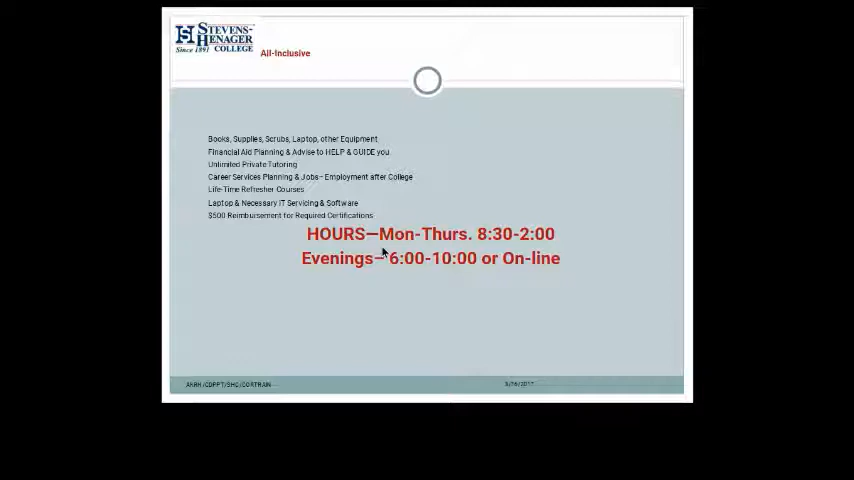 STEVENS-
HENAGER
COLLEGE
Since 1891
All-Inclusive
Books, Supplies, Scrubs, Laptop, other Equipment
Financial Aid Planning & Advise to HELP & GUIDE you
Unlimited Private Tutoring
Career Services Planning & Jobs–Employment after College
Life-Time Refresher Courses
Laptop & Necessary IT Servicing & Software
$500 Reimbursement for Required Certifications
HOURS—Mon-Thurs. 8:30-2:00
Evenings– 6:00-10:00 or On-line